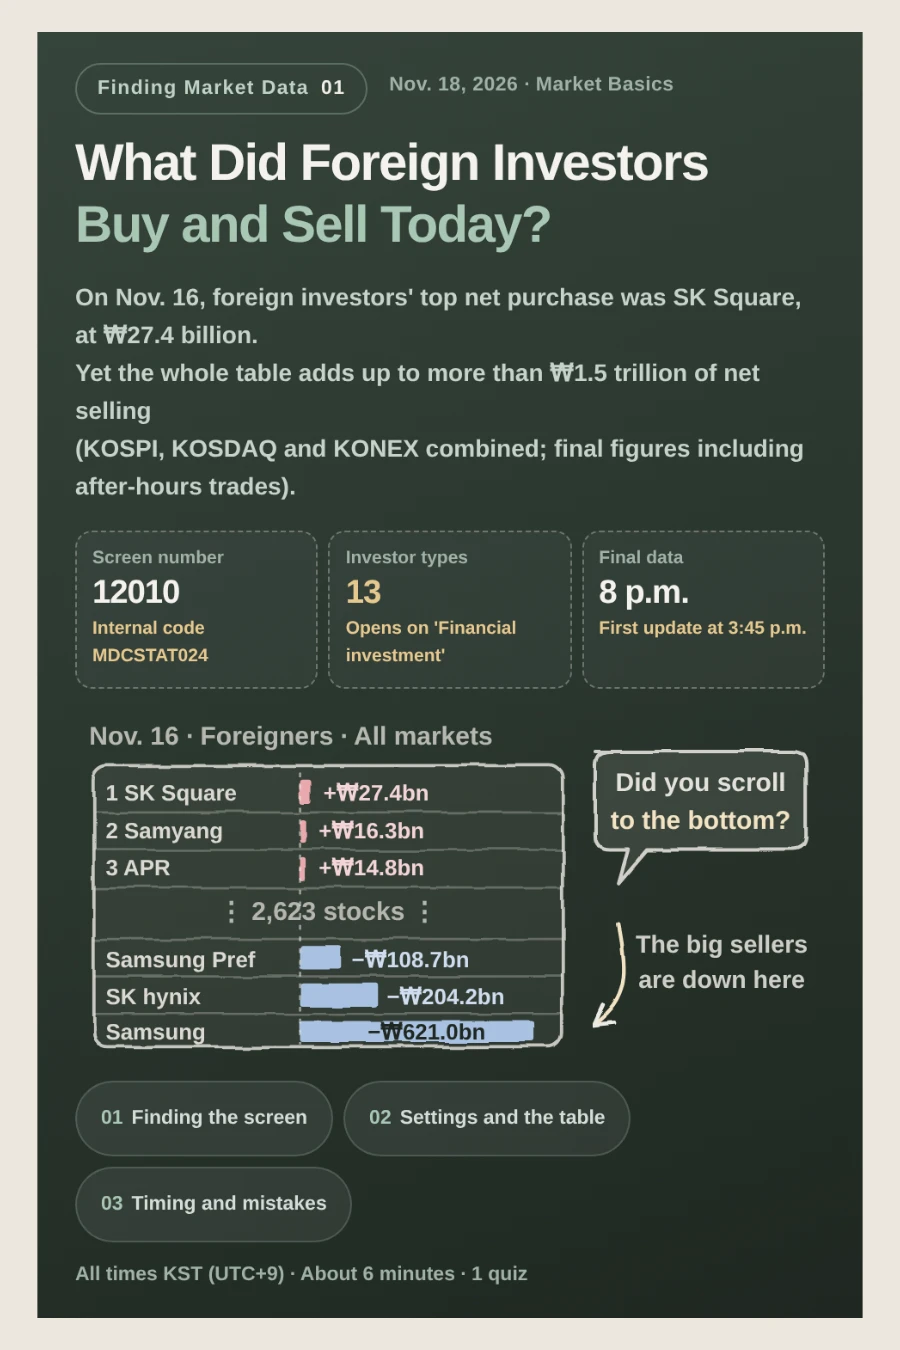 Finding Market Data 01
Nov. 18, 2026 · Market Basics
What Did Foreign Investors
Buy and Sell Today?
On Nov. 16, foreign investors' top net purchase was SK Square,
at ₩27.4 billion.
Yet the whole table adds up to more than ₩1.5 trillion of net
selling
(KOSPI, KOSDAQ and KONEX combined; final figures including
after-hours trades).
Screen number
12010
Internal code
MDCSTAT024
Investor types
13
Opens on 'Financial
investment'
Final data
8 p.m.
First update at 3:45 p.m.
Nov. 16 · Foreigners · All markets
1 SK Square +₩27.4bn
2 Samyang +₩16.3bn
3 APR +₩14.8bn
⋮ 2,623 stocks ⋮
Samsung Pref −₩108.7bn
SK hynix −₩204.2bn
Samsung −₩621.0bn
Did you scroll
to the bottom?
The big sellers
are down here
01 Finding the screen
02 Settings and the table
03 Timing and mistakes
All times KST (UTC+9) · About 6 minutes · 1 quiz